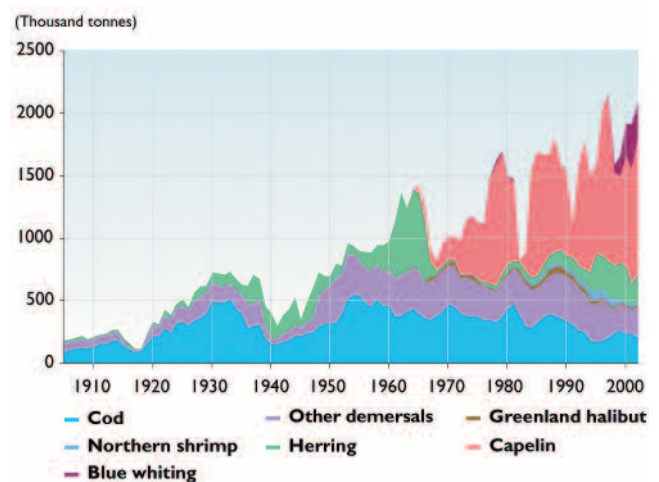 (Thousand tonnes)
2500
2000
1500
1000
500
0
1910 1920 1930 1940 1950 1960 1970 1980 1990 2000
Cod Other demersals Greenland halibut
Northern shrimp Herring Capelin
Blue whiting